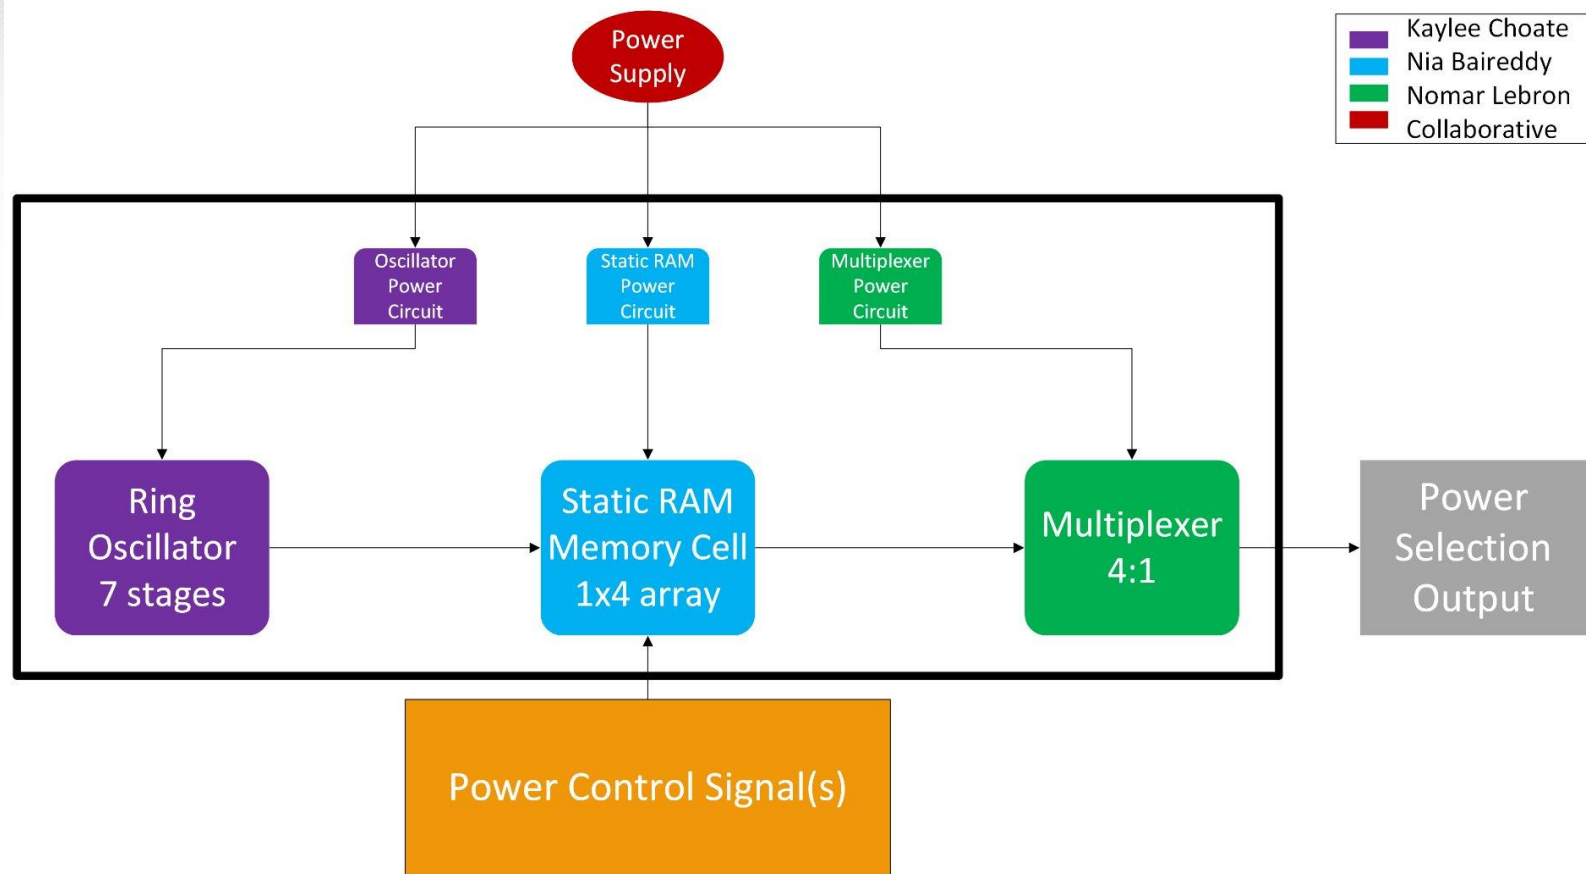 Power
Supply
Kaylee Choate
Nia Baireddy
Nomar Lebron
Collaborative
Oscillator
Power
Circuit
Static RAM
Power
Circuit
Multiplexer
Power
Circuit
Ring
Oscillator
7 stages
Static RAM
Memory Cell
1x4 array
Multiplexer
4:1
Power
Selection
Output
Power Control Signal(s)